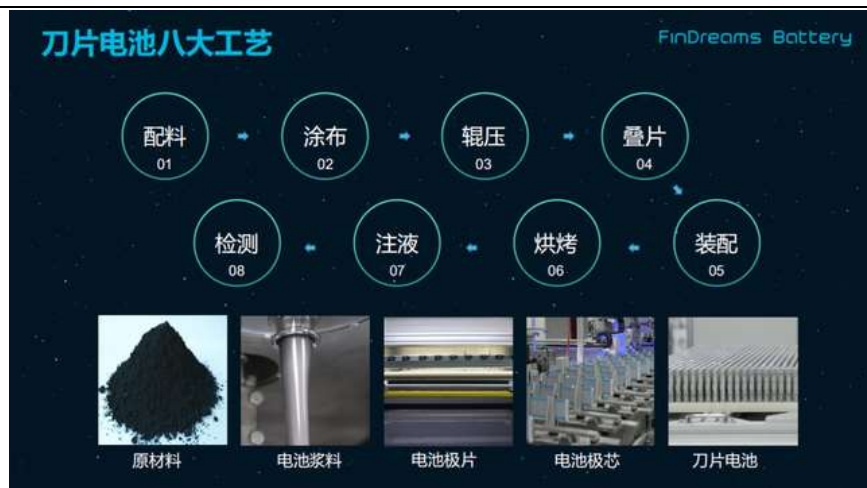 刀片电池八大工艺
FinDreams Battery
配料
01
涂布
02
辊压
03
叠片
04
检测
08
注液
07
烘烤
06
装配
05
原材料
电池浆料
电池极片
电池极芯
刀片电池